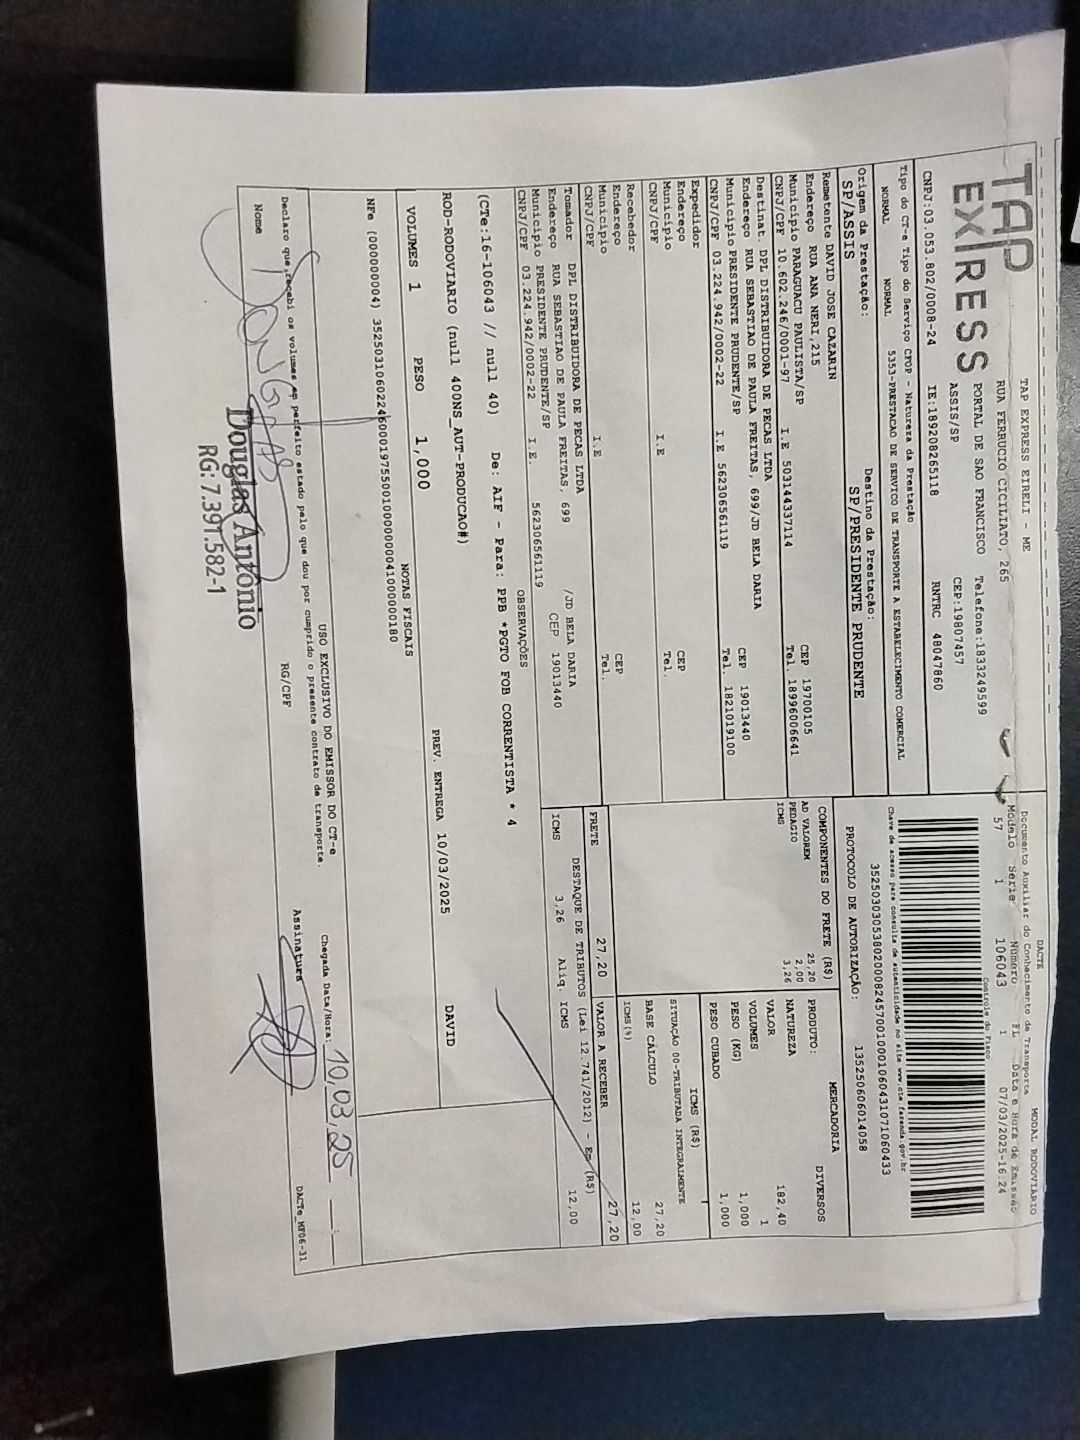 TAP EXPRESS
TAP EXPRESS EIRELI - ME
RUA FERRUCIO CICILIATO, 265
PORTAL DE SAO FRANCISCO Telefone:1833249599
ASSIS/SP CEP:19807457
CNPJ:03.053.802/0008-24 IE:189208265118 RNTRC 48047860
DACTE MODAL RODOVIÁRIO
Documento Auxiliar do Conhecimento de Transporte
Modelo Série Número FL Data e Hora de Emissão
57 1 106043 1 07/03/2025-16:24
Controle do Fisco
Chave de acesso para consulta de autenticidade no site www.cte.fazenda.gov.br
Tipo do CT-e Tipo do Serviço CFOP - Natureza da Prestação
NORMAL NORMAL 5353-PRESTACAO DE SERVICO DE TRANSPORTE A ESTABELECIMENTO COMERCIAL
PROTOCOLO DE AUTORIZAÇÃO: 135250606014058
Origem da Prestação: Destino da Prestação:
SP/ASSIS SP/PRESIDENTE PRUDENTE
Remetente DAVID JOSE CAZARIN
Endereço RUA ANA NERI,215 CEP 19700105
Município PARAGUACU PAULISTA/SP Tel. 18996006641
CNPJ/CPF 10.602.246/0001-97 I.E 503144337114
Destinat. DPL DISTRIBUIDORA DE PECAS LTDA
Endereço RUA SEBASTIAO DE PAULA FREITAS, 699/JD BELA DARIA CEP 19013440
Município PRESIDENTE PRUDENTE/SP Tel. 1821019100
CNPJ/CPF 03.224.942/0002-22 I.E 562306561119
Expedidor
Endereço CEP
Município Tel.
CNPJ/CPF I.E
Recebedor
Endereço CEP
Município Tel.
CNPJ/CPF I.E
Tomador DPL DISTRIBUIDORA DE PECAS LTDA
Endereço RUA SEBASTIAO DE PAULA FREITAS, 699 /JD BELA DARIA
Município PRESIDENTE PRUDENTE/SP CEP 19013440
CNPJ/CPF 03.224.942/0002-22 I.E. 562306561119
COMPONENTES DO FRETE (R$)
AD VALOREM 25,20
PEDAGIO 2,00
ICMS 3,26
MERCADORIA
PRODUTO: DIVERSOS
NATUREZA
VALOR 182,40
VOLUMES 1
PESO (KG) 1,000
PESO CUBADO 1,000
ICMS (R$)
SITUAÇÃO 00-TRIBUTADA INTEGRALMENTE
BASE CÁLCULO 27,20
ICMS(%) 12,00
FRETE 27,20 VALOR A RECEBER 27,20
DESTAQUE DE TRIBUTOS (Lei 12.741/2012) - Em (R$)
ICMS 3,26 Aliq. ICMS 12,00
OBSERVAÇÕES
(CTe:16-106043 // null 40) De: AIF - Para: PPB *PGTO FOB CORRENTISTA * 4
ROD-RODOVIARIO (null 400NS_AUT-PRODUCAO#)
PREV. ENTREGA 10/03/2025 DAVID
VOLUMES 1 PESO 1,000
NOTAS FISCAIS
USO EXCLUSIVO DO EMISSOR DO CT-e
Declaro que recebi os volumes em perfeito estado pelo que dou por cumprido o presente contrato de transporte.
Chegada Data/Hora: 10,03,25
Nome RG/CPF Assinatura
Douglas Antônio
RG: 7.391.582-1
DACTe_MT06-31